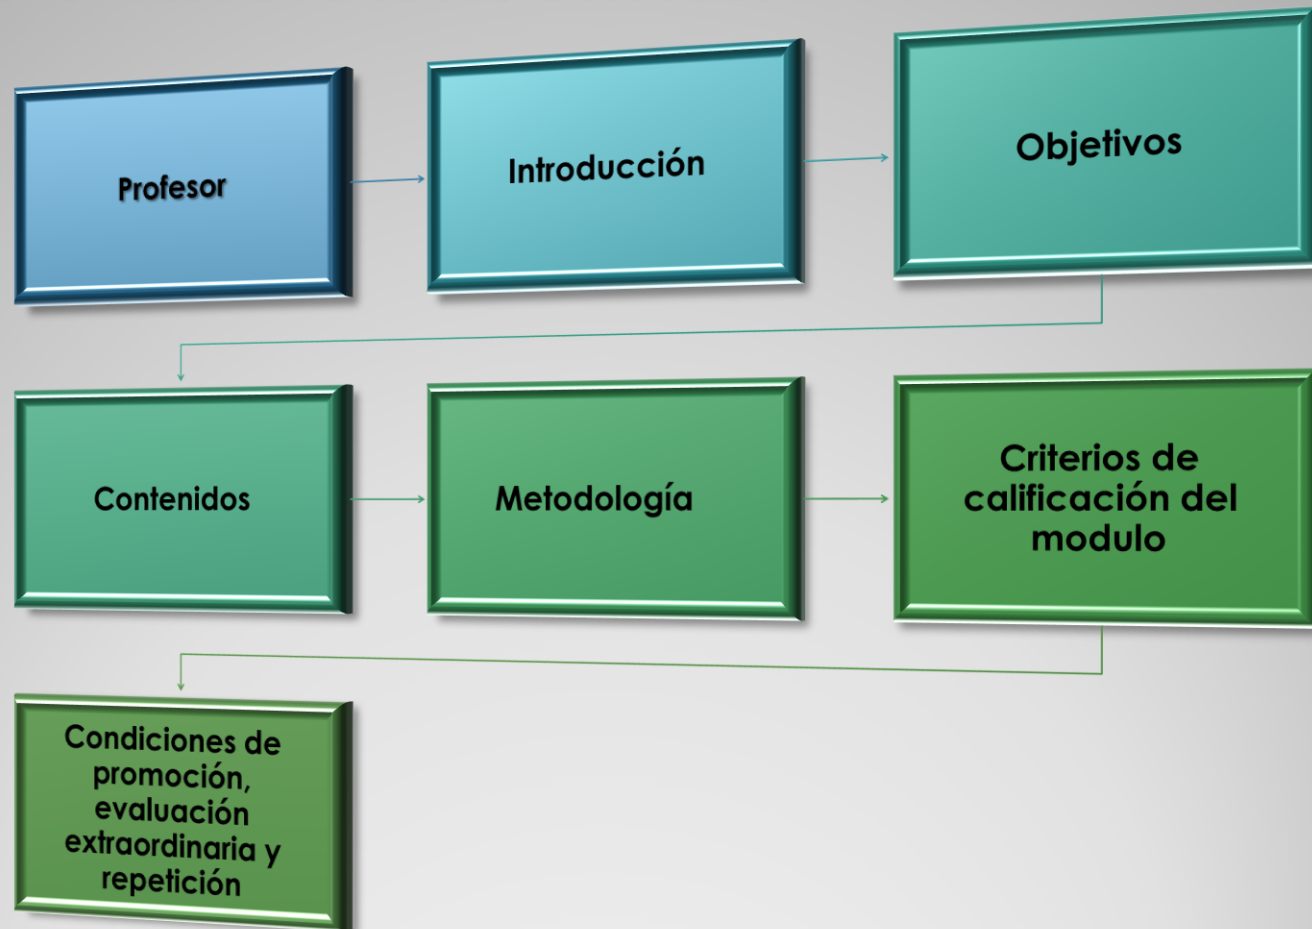 Profesor
Introducción
Objetivos
Contenidos
Metodología
Criterios de
calificación del
modulo
Condiciones de
promoción,
evaluación
extraordinaria y
repetición